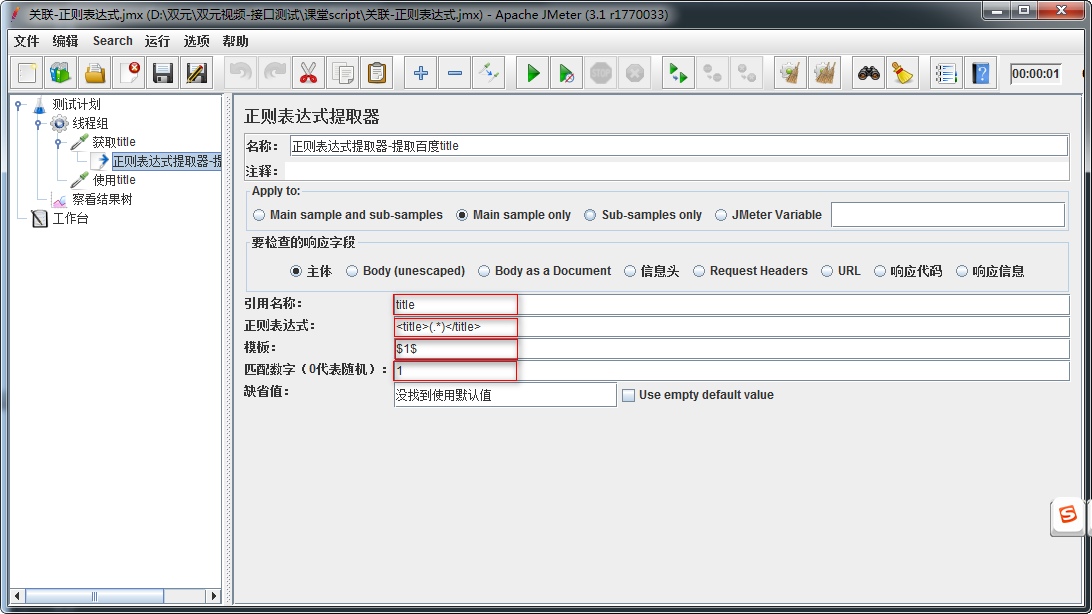 关联-正则表达式.jmx (D:\双元\双元视频-接口测试\课堂script\关联-正则表达式.jmx) - Apache JMeter (3.1 r1770033)
文件 编辑 Search 运行 选项 帮助
STOP
00:00:01
测试计划
线程组
获取title
正则表达式提取器-提
使用title
察看结果树
工作台
正则表达式提取器
名称： 正则表达式提取器-提取百度title
注释：
Apply to:
Main sample and sub-samples Main sample only Sub-samples only JMeter Variable
要检查的响应字段
主体 Body (unescaped) Body as a Document 信息头 Request Headers URL 响应代码 响应信息
引用名称： title
正则表达式： <title>(.*)</title>
模板： $1$
匹配数字（0代表随机）： 1
缺省值： 没找到使用默认值 Use empty default value
S